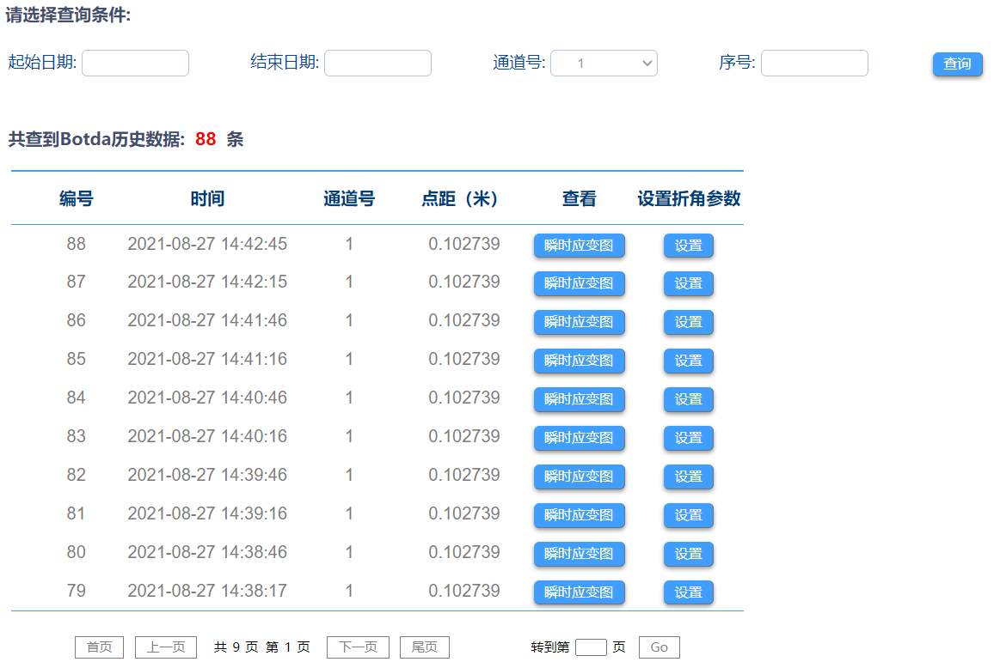 请选择查询条件:
起始日期: 结束日期: 通道号: 1 序号: 查询
共查到Botda历史数据: 88 条
编号 时间 通道号 点距（米） 查看 设置折角参数
88 2021-08-27 14:42:45 1 0.102739 瞬时应变图 设置
87 2021-08-27 14:42:15 1 0.102739 瞬时应变图 设置
86 2021-08-27 14:41:46 1 0.102739 瞬时应变图 设置
85 2021-08-27 14:41:16 1 0.102739 瞬时应变图 设置
84 2021-08-27 14:40:46 1 0.102739 瞬时应变图 设置
83 2021-08-27 14:40:16 1 0.102739 瞬时应变图 设置
82 2021-08-27 14:39:46 1 0.102739 瞬时应变图 设置
81 2021-08-27 14:39:16 1 0.102739 瞬时应变图 设置
80 2021-08-27 14:38:46 1 0.102739 瞬时应变图 设置
79 2021-08-27 14:38:17 1 0.102739 瞬时应变图 设置
首页 上一页 共 9 页 第 1 页 下一页 尾页 转到第 页 Go